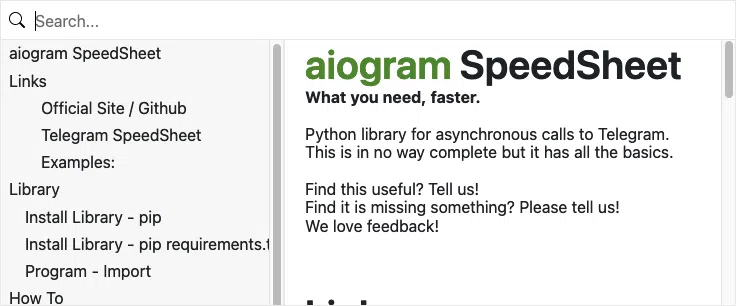 Search...
aiogram SpeedSheet
Links
Official Site / Github
Telegram SpeedSheet
Examples:
Library
Install Library - pip
Install Library - pip requirements.t
Program - Import
How To
aiogram SpeedSheet
What you need, faster.
Python library for asynchronous calls to Telegram.
This is in no way complete but it has all the basics.
Find this useful? Tell us!
Find it is missing something? Please tell us!
We love feedback!